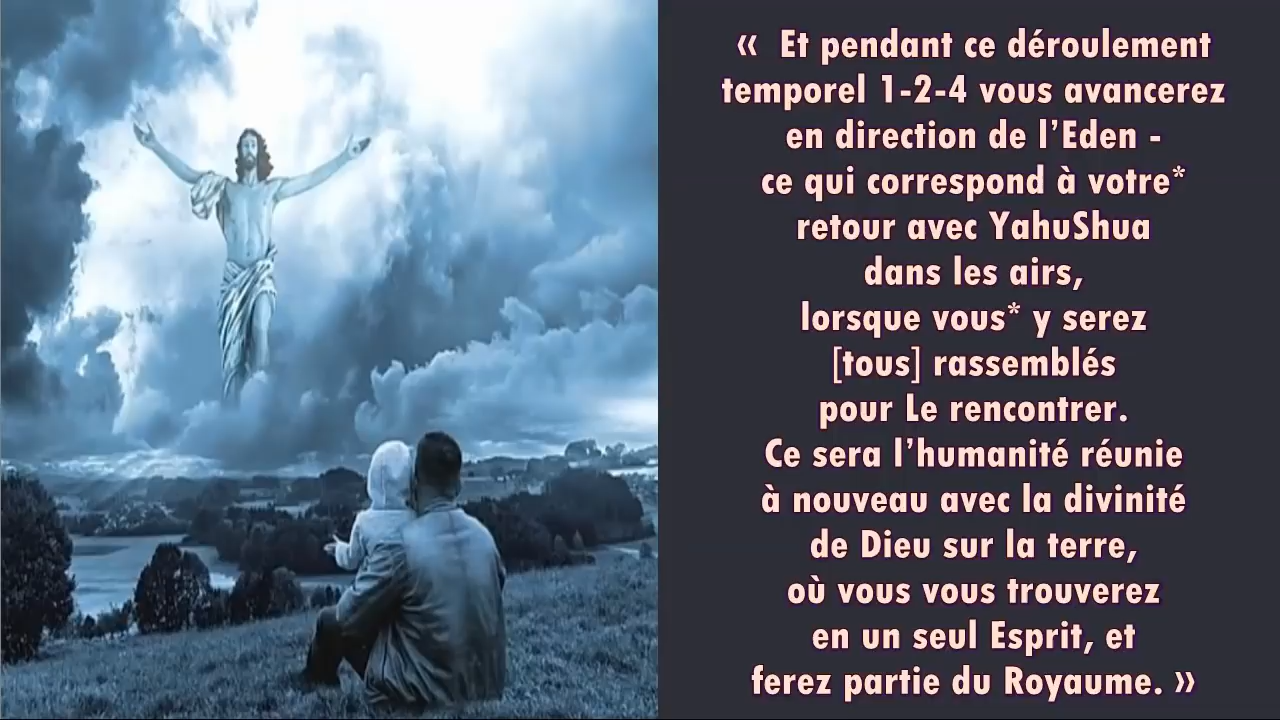 «  Et pendant ce déroulement
temporel 1-2-4 vous avancerez
en direction de l’Eden -
ce qui correspond à votre*
retour avec YahuShua
dans les airs,
lorsque vous* y serez
[tous] rassemblés
pour Le rencontrer.
Ce sera l’humanité réunie
à nouveau avec la divinité
de Dieu sur la terre,
où vous vous trouverez
en un seul Esprit, et
ferez partie du Royaume. »